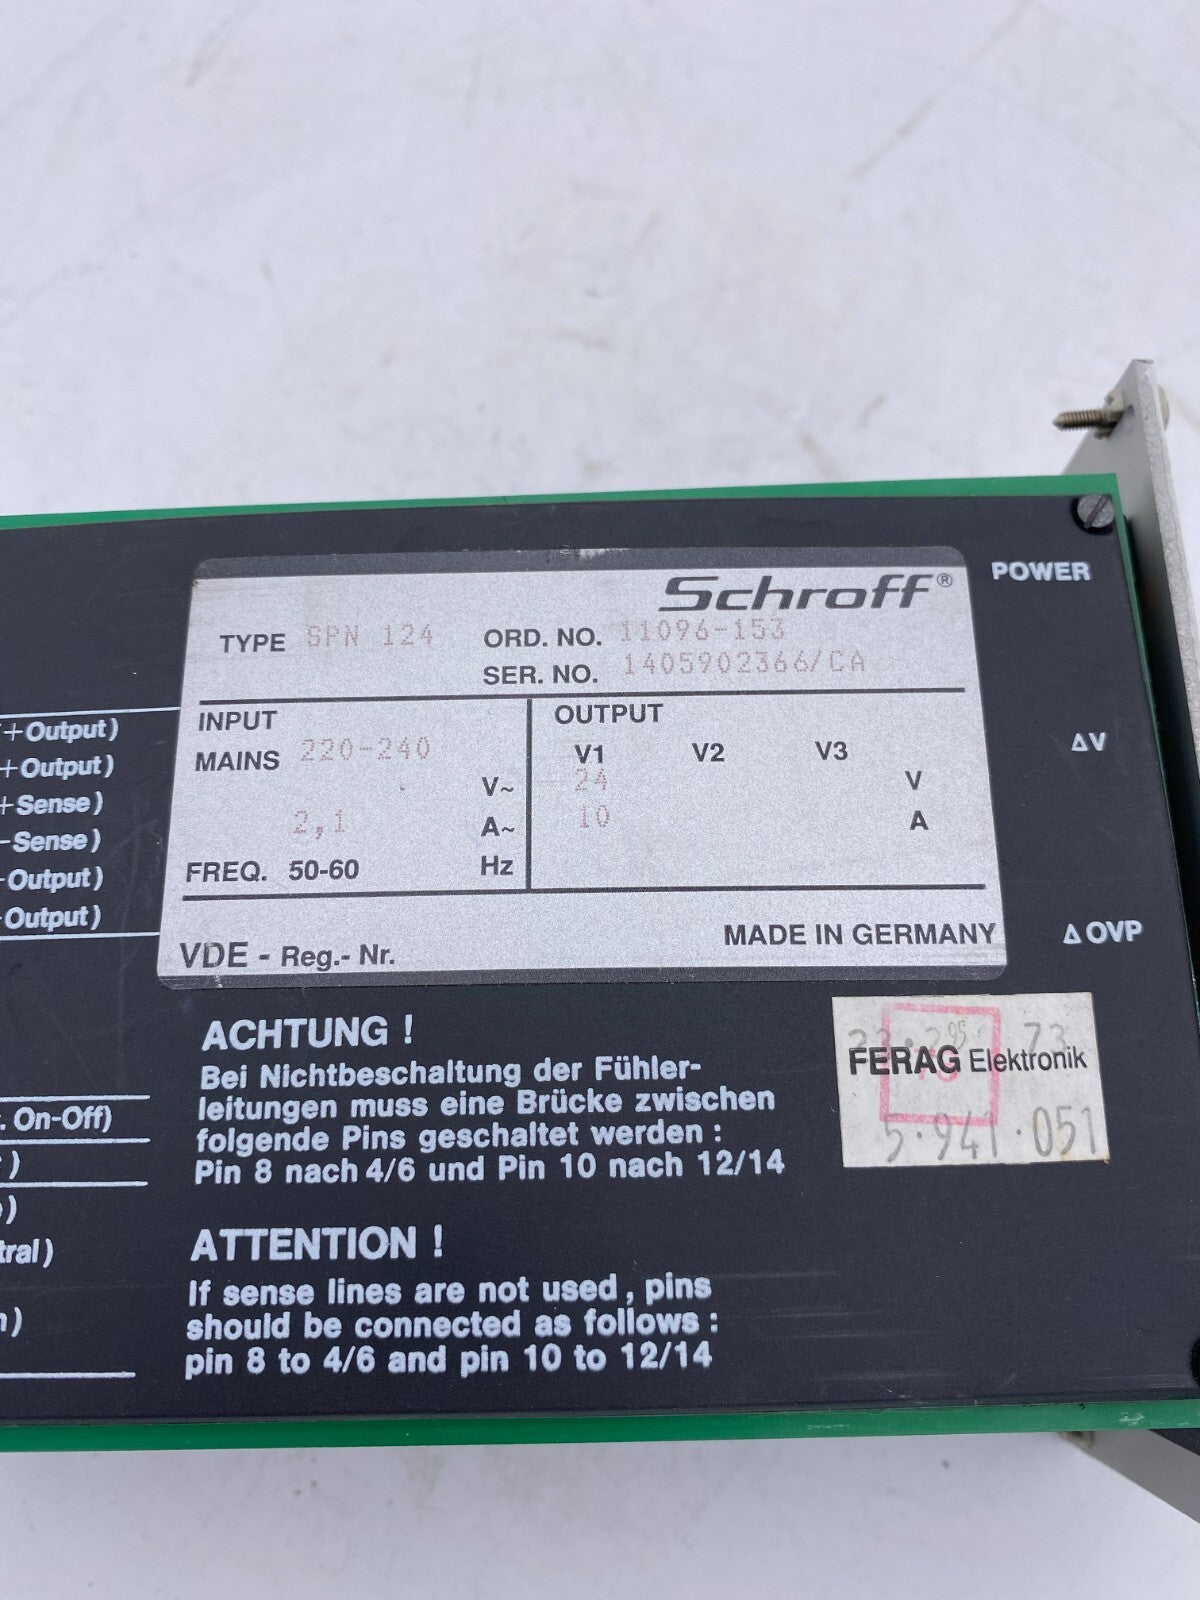 Schroff®
POWER
TYPE SPN 124 ORD. NO. 11096-153
SER. NO. 1405902366/CA
INPUT
MAINS 220-240
V~
2,1 A~
FREQ. 50-60 Hz
OUTPUT
V1 V2 V3
24 V
10 A
VDE - Reg.- Nr.
MADE IN GERMANY
ΔV
Δ OVP
+Output)
+Output)
+Sense)
-Sense)
-Output)
-Output)
On-Off)
)
)
tral)
)
ACHTUNG !
Bei Nichtbeschaltung der Fühler-
leitungen muss eine Brücke zwischen
folgende Pins geschaltet werden :
Pin 8 nach 4/6 und Pin 10 nach 12/14
FERAG Elektronik
73
5.941.051
ATTENTION !
If sense lines are not used, pins
should be connected as follows :
pin 8 to 4/6 and pin 10 to 12/14